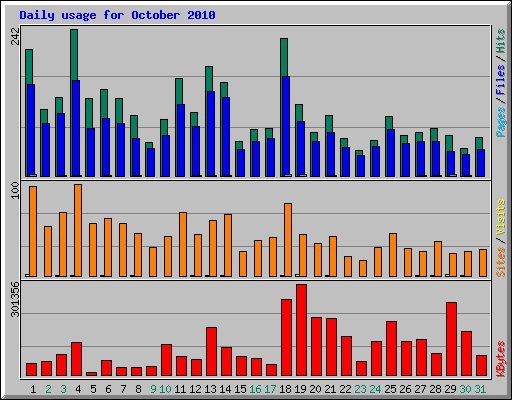 Daily usage for October 2010
242
Pages / Files / Hits
100
Sites / Visits
301356
KBytes
1 2 3 4 5 6 7 8 9 10 11 12 13 14 15 16 17 18 19 20 21 22 23 24 25 26 27 28 29 30 31